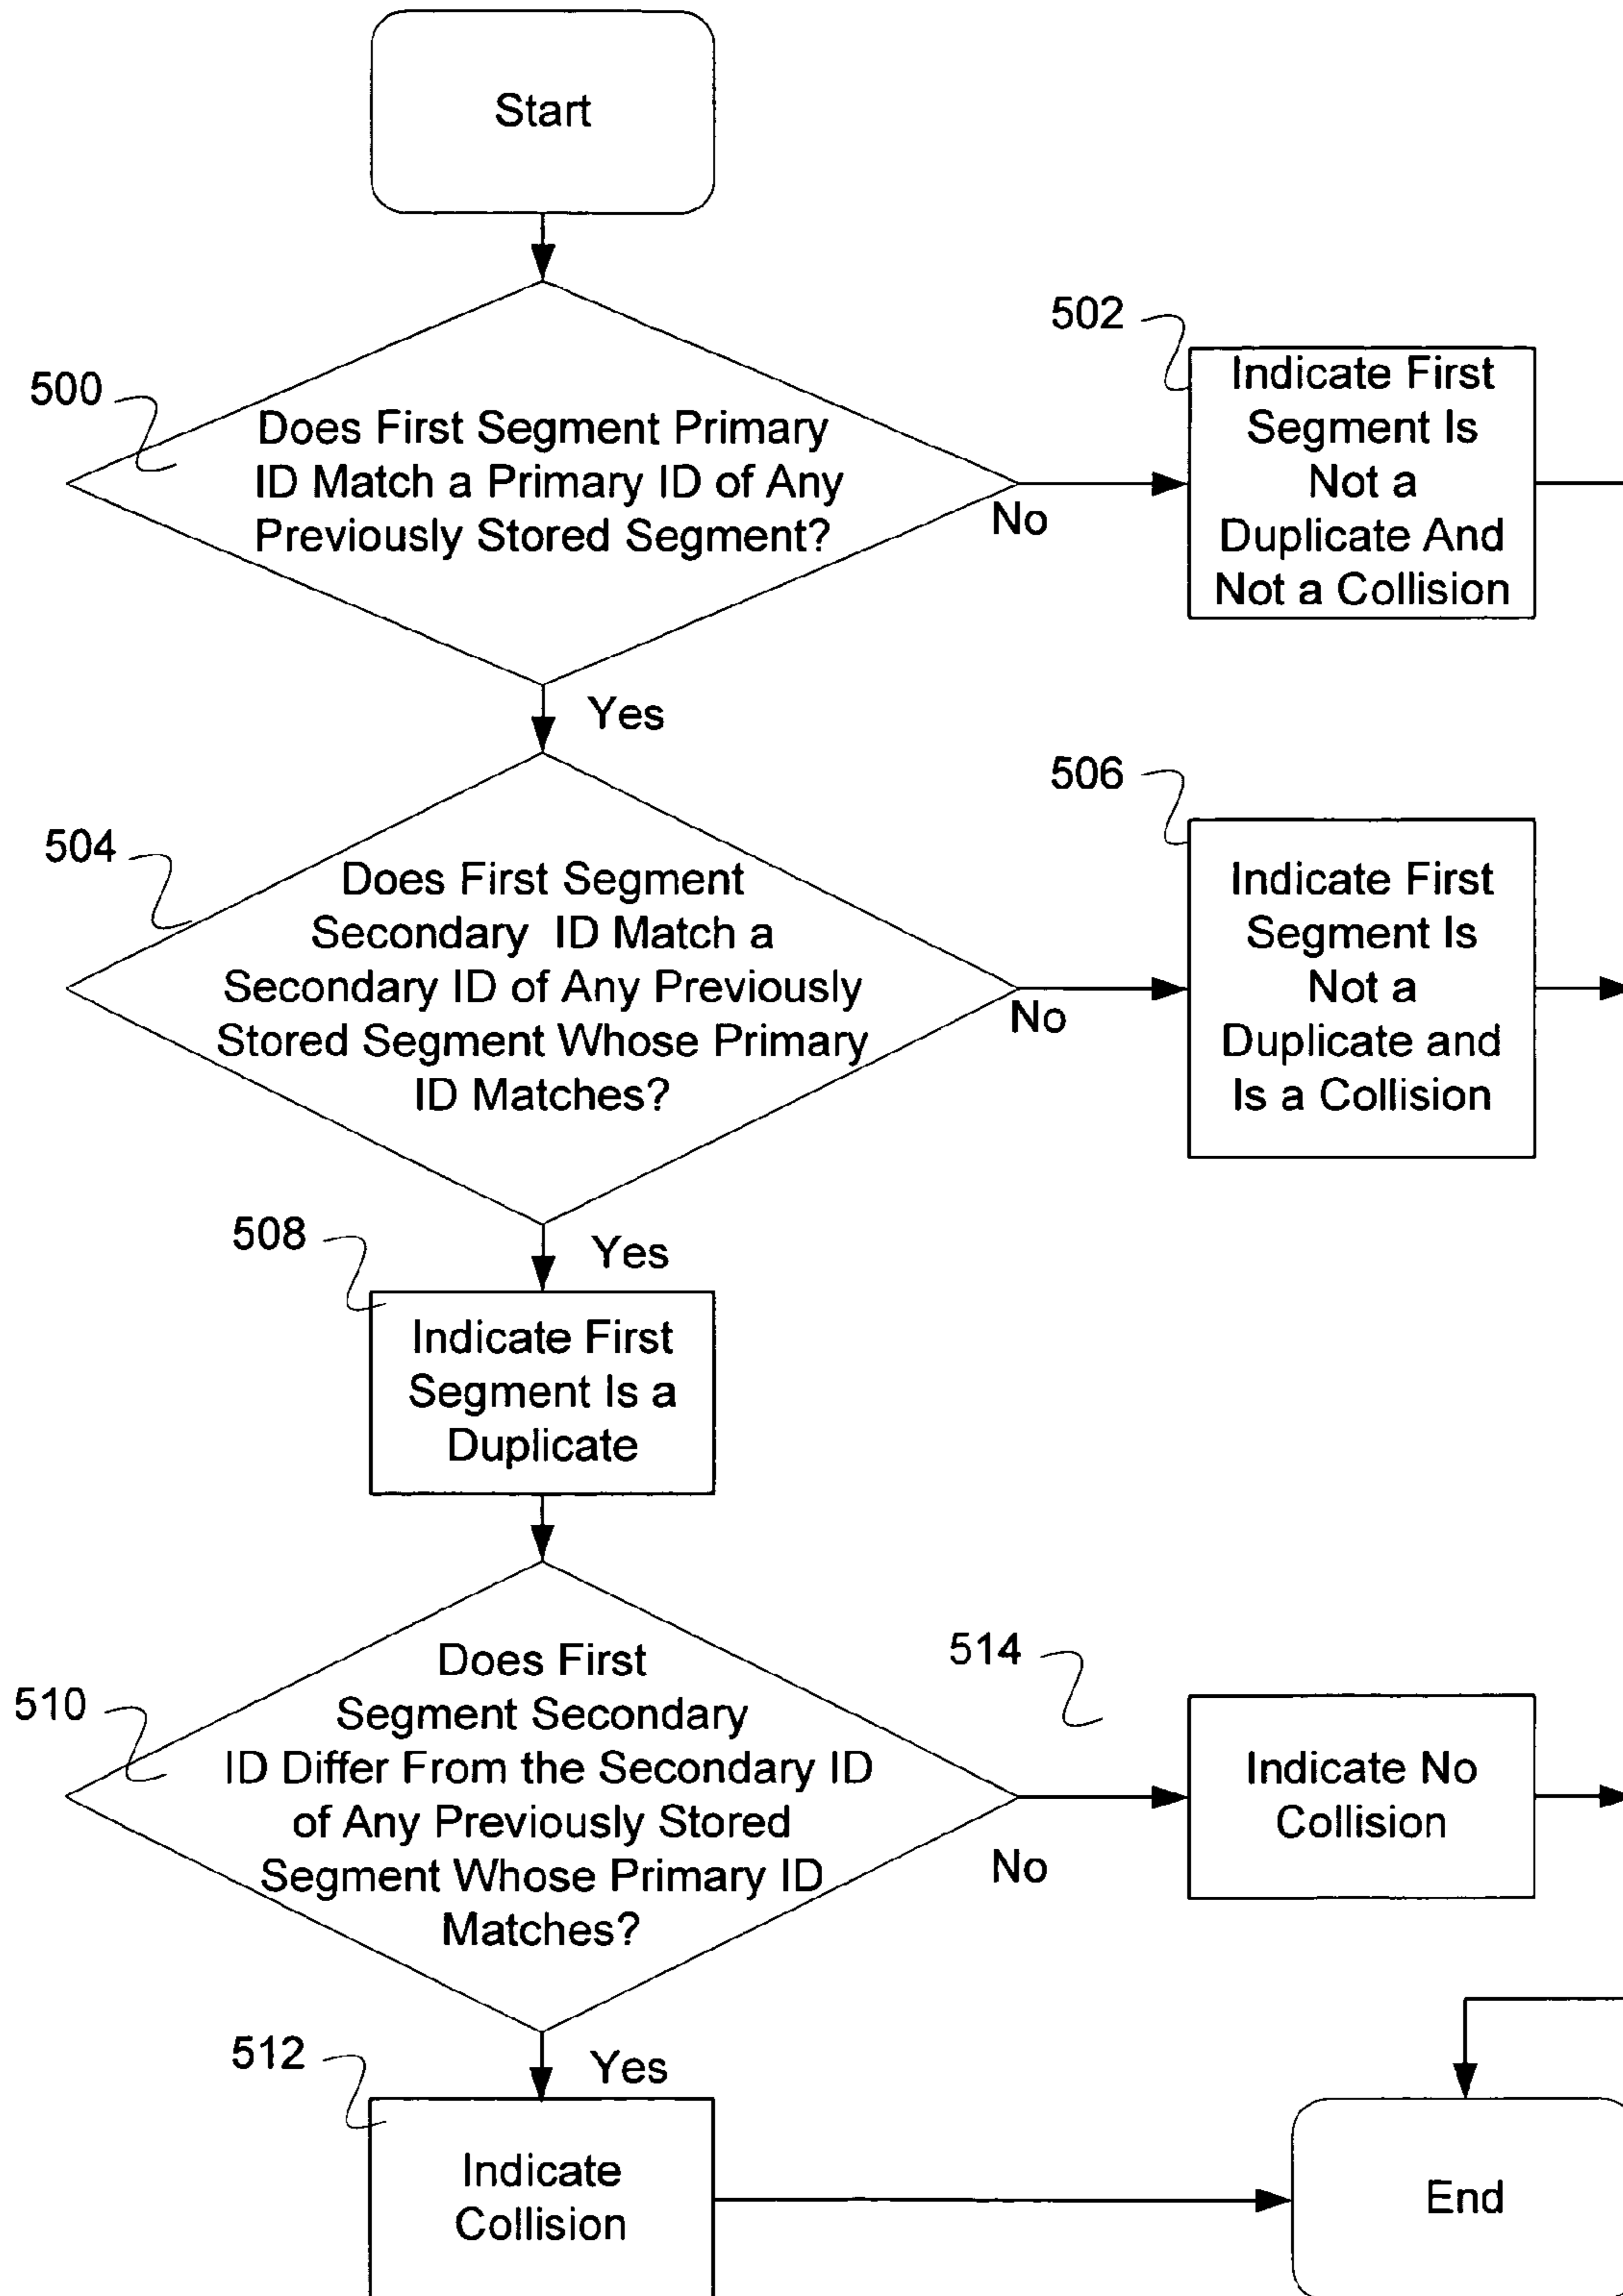 Start
500
Does First Segment Primary
ID Match a Primary ID of Any
Previously Stored Segment?
No
502
Indicate First
Segment Is
Not a
Duplicate And
Not a Collision
Yes
504
Does First Segment
Secondary ID Match a
Secondary ID of Any Previously
Stored Segment Whose Primary
ID Matches?
No
506
Indicate First
Segment Is
Not a
Duplicate and
Is a Collision
Yes
508
Indicate First
Segment Is a
Duplicate
510
Does First
Segment Secondary
ID Differ From the Secondary ID
of Any Previously Stored
Segment Whose Primary ID
Matches?
No
514
Indicate No
Collision
Yes
512
Indicate
Collision
End